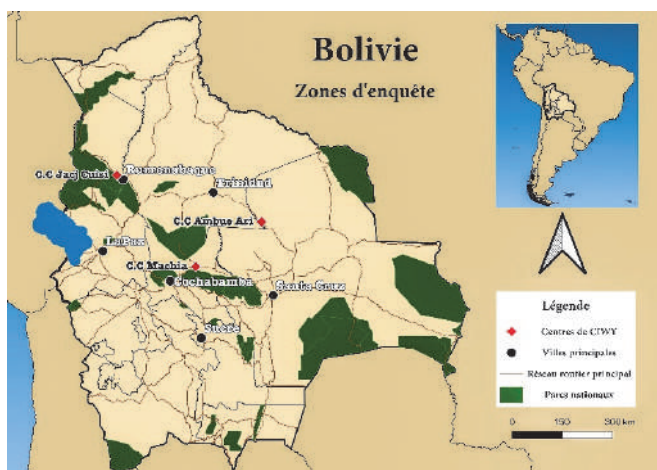 Bolivie
Zones d'enquête
C.C Jacj Cuisi
Rurrenabaque
Trinidad
C.C Ambue Ari
La Paz
C.C Machia
Cochabamba
Santa Cruz
Sucre
Légende
Centres de CIWY
Villes principales
Réseau routier principal
Parcs nationaux
0 150 300 km